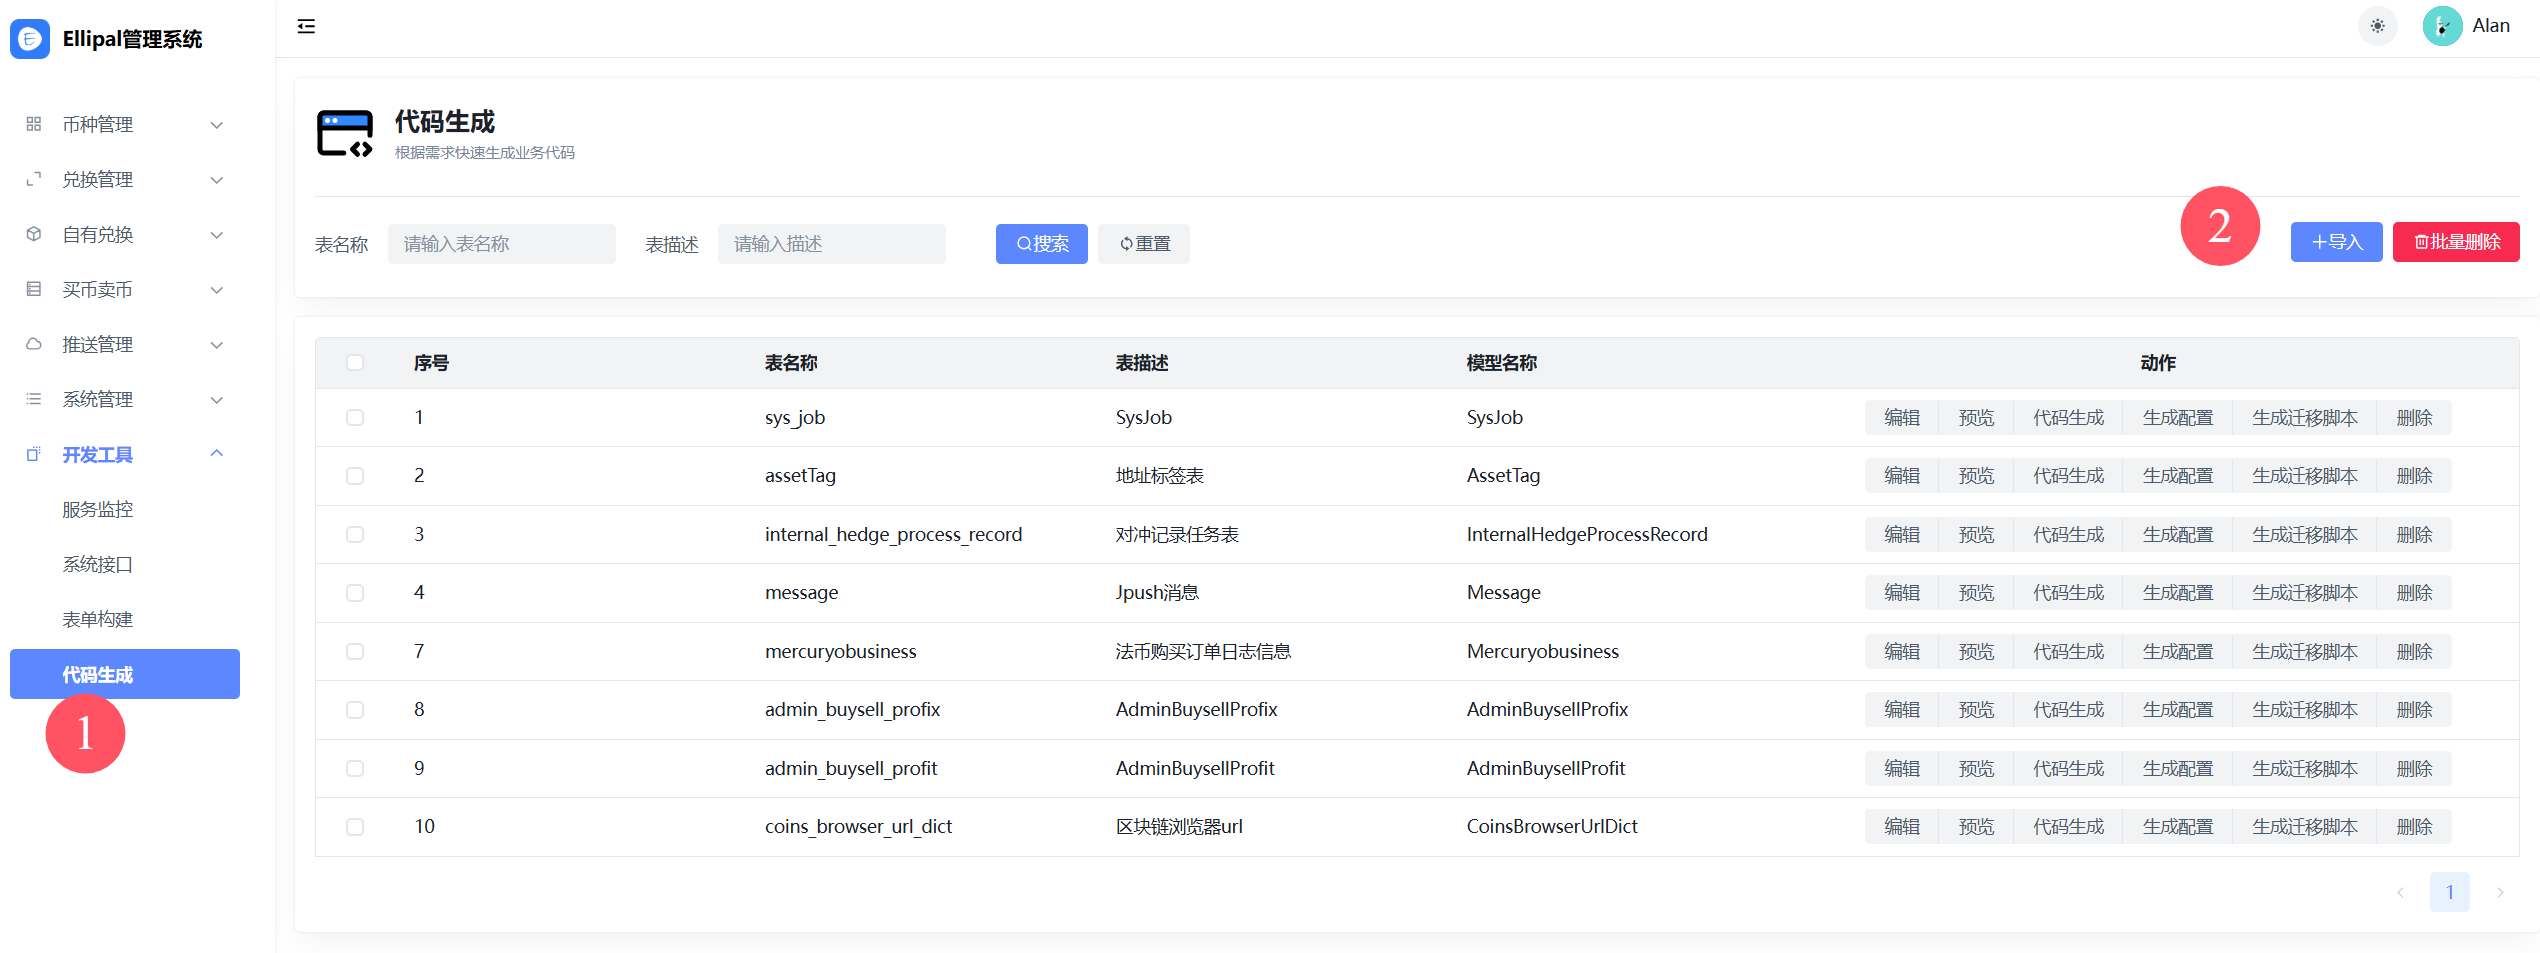 Ellipal管理系统
Alan
币种管理
兑换管理
自有兑换
买币卖币
推送管理
系统管理
开发工具
服务监控
系统接口
表单构建
代码生成
1
代码生成
根据需求快速生成业务代码
表名称 请输入表名称 表描述 请输入描述 搜索 重置 2 导入 批量删除
序号 表名称 表描述 模型名称 动作
1 sys_job SysJob SysJob 编辑 预览 代码生成 生成配置 生成迁移脚本 删除
2 assetTag 地址标签表 AssetTag 编辑 预览 代码生成 生成配置 生成迁移脚本 删除
3 internal_hedge_process_record 对冲记录任务表 InternalHedgeProcessRecord 编辑 预览 代码生成 生成配置 生成迁移脚本 删除
4 message Jpush消息 Message 编辑 预览 代码生成 生成配置 生成迁移脚本 删除
7 mercuryobusiness 法币购买订单日志信息 Mercuryobusiness 编辑 预览 代码生成 生成配置 生成迁移脚本 删除
8 admin_buysell_profix AdminBuysellProfix AdminBuysellProfix 编辑 预览 代码生成 生成配置 生成迁移脚本 删除
9 admin_buysell_profit AdminBuysellProfit AdminBuysellProfit 编辑 预览 代码生成 生成配置 生成迁移脚本 删除
10 coins_browser_url_dict 区块链浏览器url CoinsBrowserUrlDict 编辑 预览 代码生成 生成配置 生成迁移脚本 删除
1